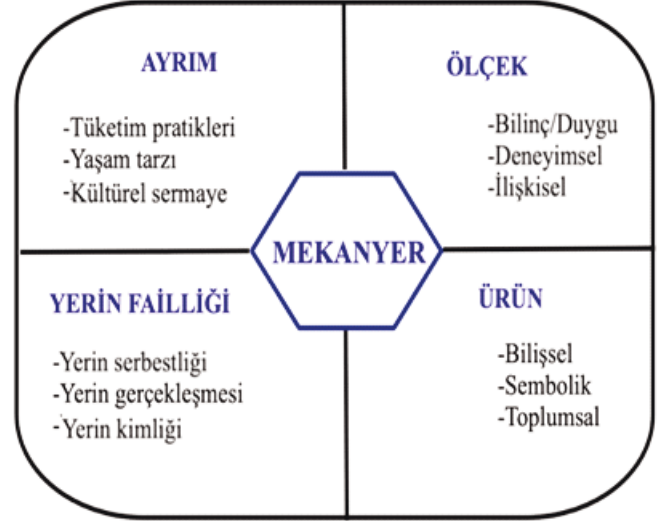 AYRIM
-Tüketim pratikleri
-Yaşam tarzı
-Kültürel sermaye
ÖLÇEK
-Bilinç/Duygu
-Deneyimsel
-İlişkisel
MEKANYER
YERİN FAİLLİĞİ
-Yerin serbestliği
-Yerin gerçekleşmesi
-Yerin kimliği
ÜRÜN
-Bilişsel
-Sembolik
-Toplumsal